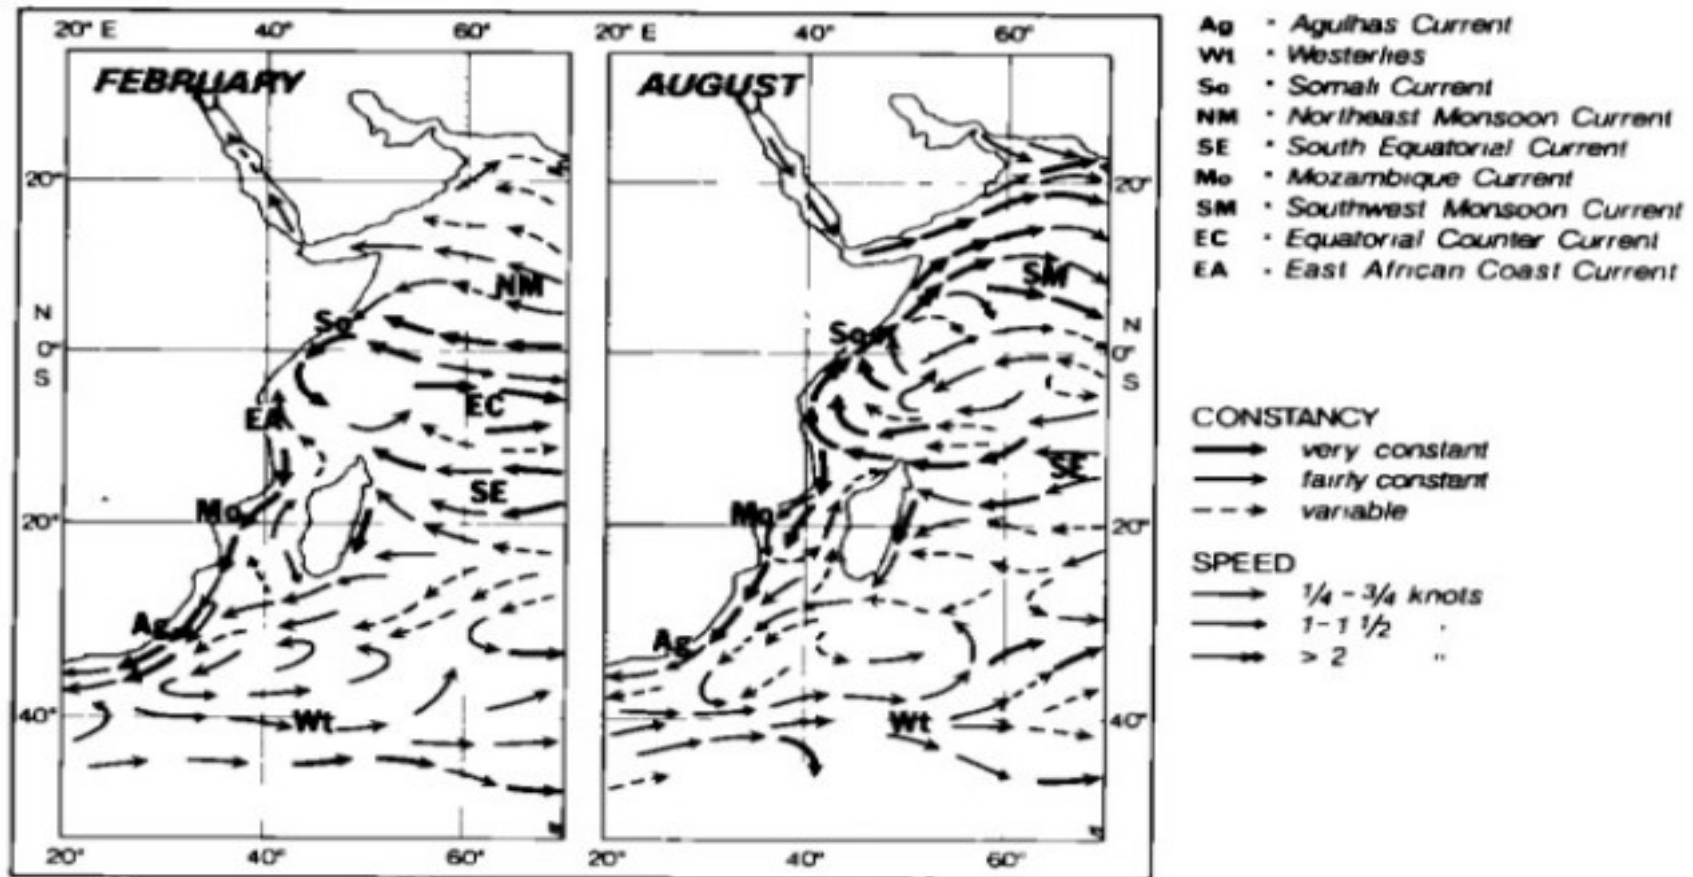 20° E 40° 60° 20° E 40° 60°
FEBRUARY AUGUST
Ag - Agulhas Current
Wt - Westerlies
So - Somali Current
NM - Northeast Monsoon Current
SE - South Equatorial Current
Mo - Mozambique Current
SM - Southwest Monsoon Current
EC - Equatorial Counter Current
EA - East African Coast Current
20° 20°
NM SM
N N
So So
0° 0°
S S
EC
EA
SE SE
Mo Mo
20° 20°
Ag Ag
40° Wt Wt 40°
20° 40° 60° 20° 40° 60°
CONSTANCY
very constant
fairly constant
variable
SPEED
1/4 - 3/4 knots
1 - 1 1/2 "
> 2 "